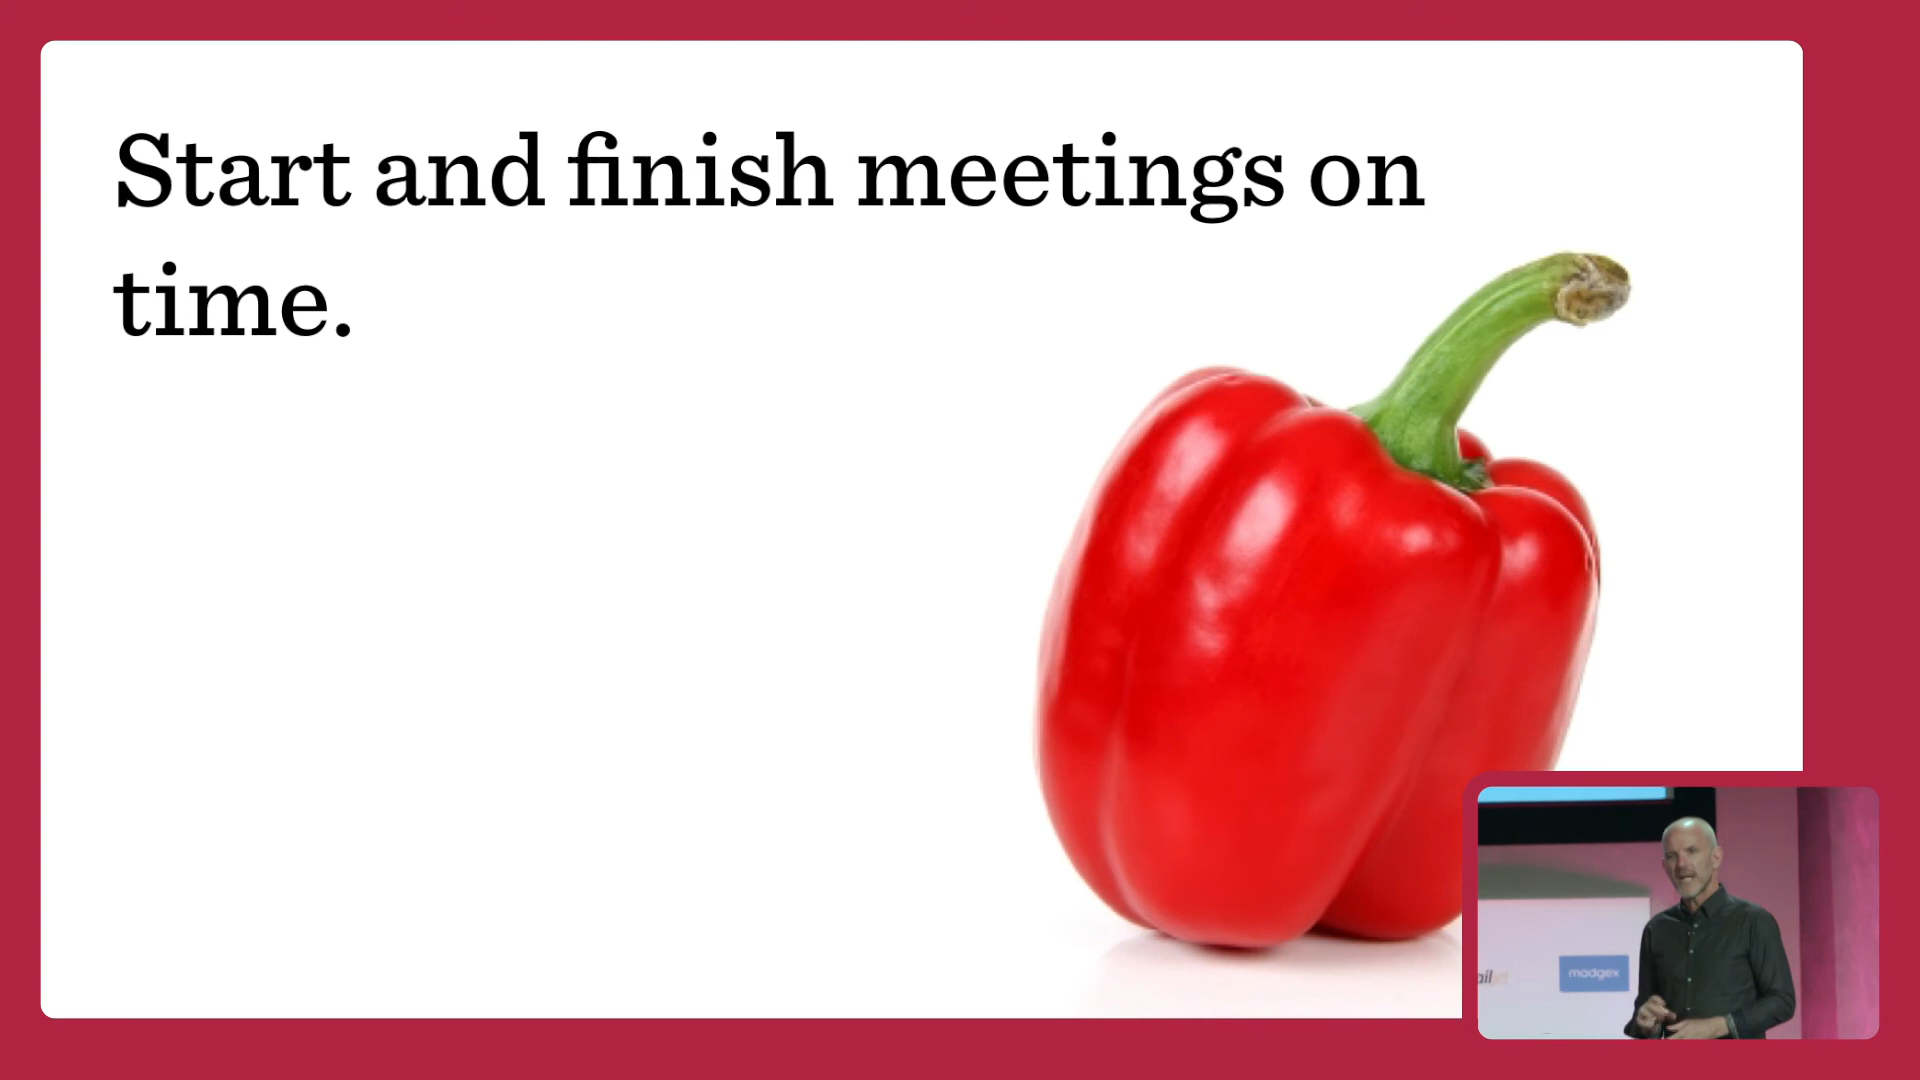 Start and finish meetings on
time.
madgex